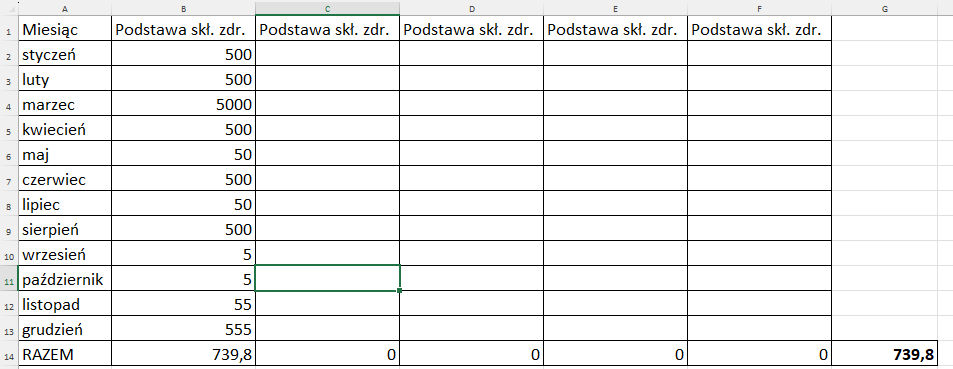 A B C D E F G
1 Miesiąc Podstawa skł. zdr. Podstawa skł. zdr. Podstawa skł. zdr. Podstawa skł. zdr. Podstawa skł. zdr.
2 styczeń 500
3 luty 500
4 marzec 5000
5 kwiecień 500
6 maj 50
7 czerwiec 500
8 lipiec 50
9 sierpień 500
10 wrzesień 5
11 październik 5
12 listopad 55
13 grudzień 555
14 RAZEM 739,8 0 0 0 0 739,8